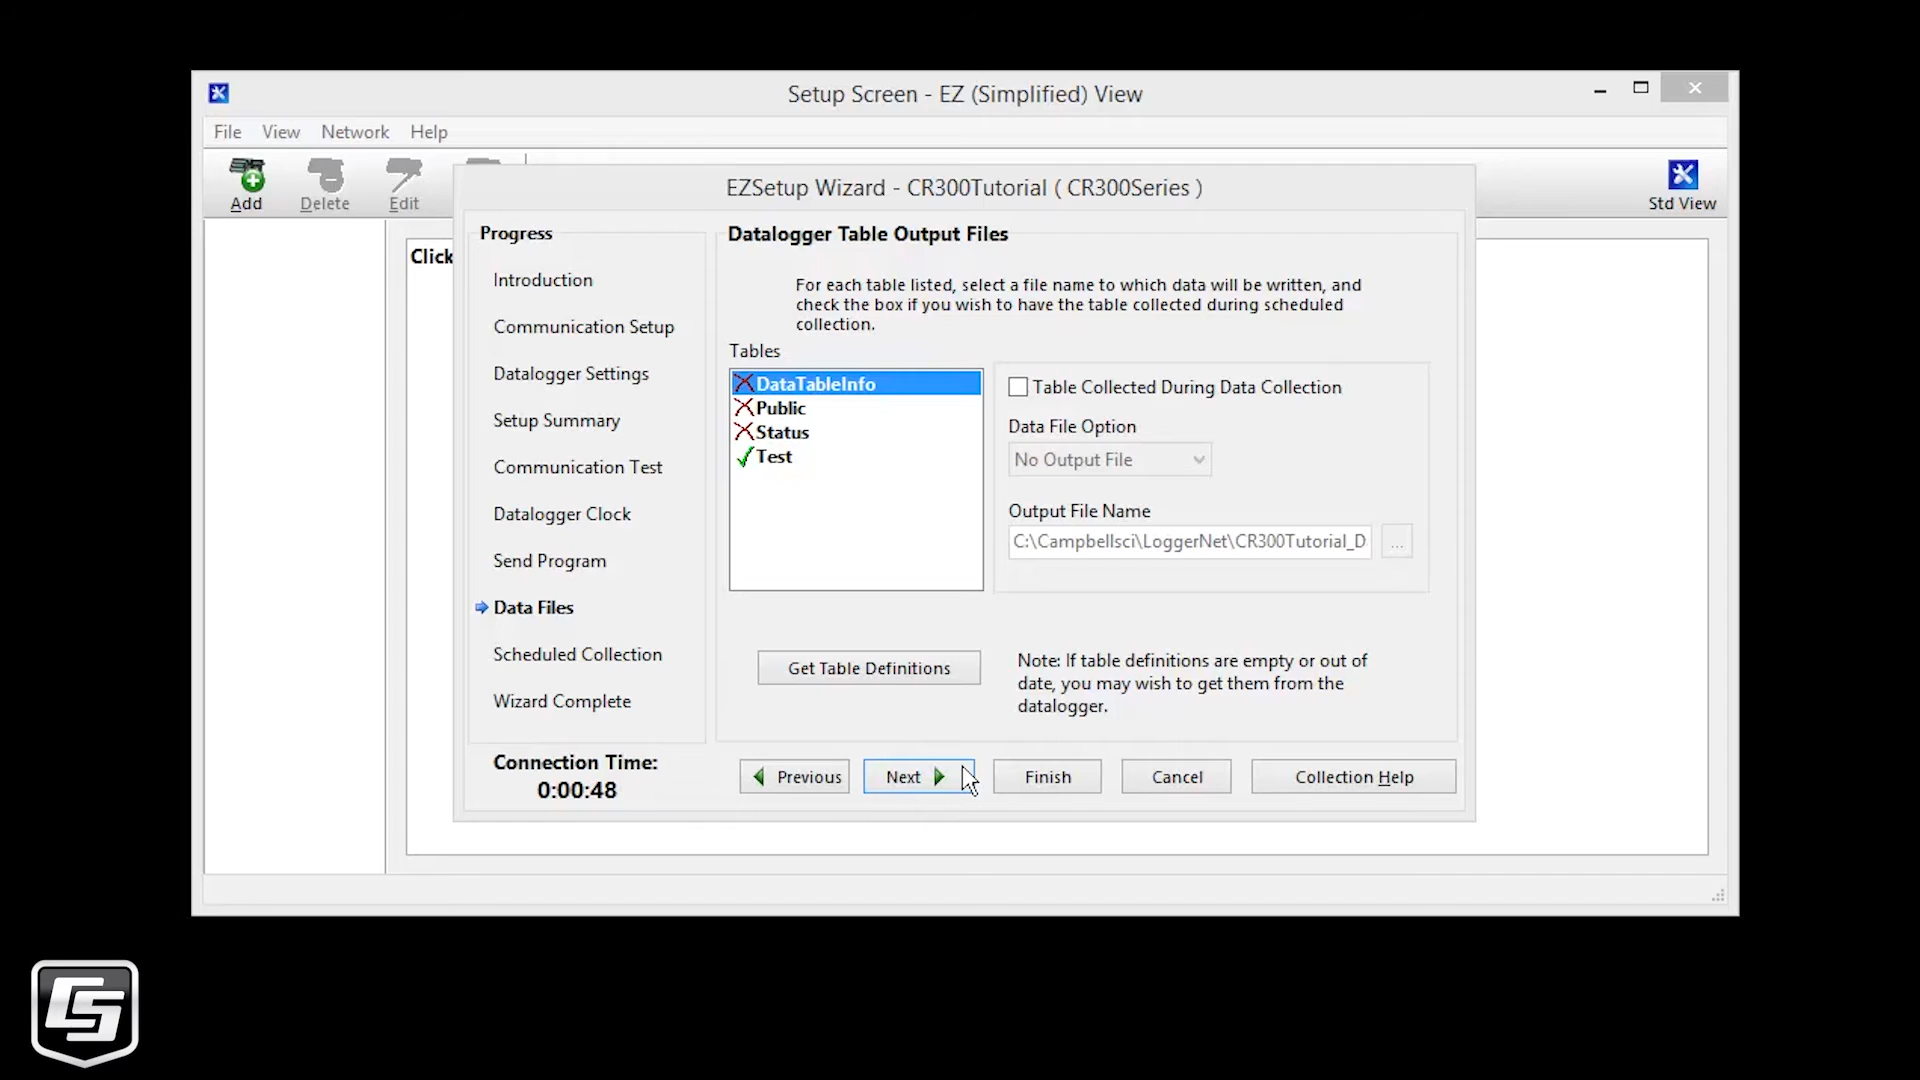 Setup Screen - EZ (Simplified) View
File View Network Help
Add Delete Edit
Std View
Click
EZSetup Wizard - CR300Tutorial ( CR300Series )
Progress
Introduction
Communication Setup
Datalogger Settings
Setup Summary
Communication Test
Datalogger Clock
Send Program
Data Files
Scheduled Collection
Wizard Complete
Connection Time:
0:00:48
Datalogger Table Output Files
For each table listed, select a file name to which data will be written, and
check the box if you wish to have the table collected during scheduled
collection.
Tables
DataTableInfo
Public
Status
Test
Table Collected During Data Collection
Data File Option
No Output File
Output File Name
C:\Campbellsci\LoggerNet\CR300Tutorial_D
...
Get Table Definitions
Note: If table definitions are empty or out of
date, you may wish to get them from the
datalogger.
Previous Next Finish Cancel Collection Help
CS